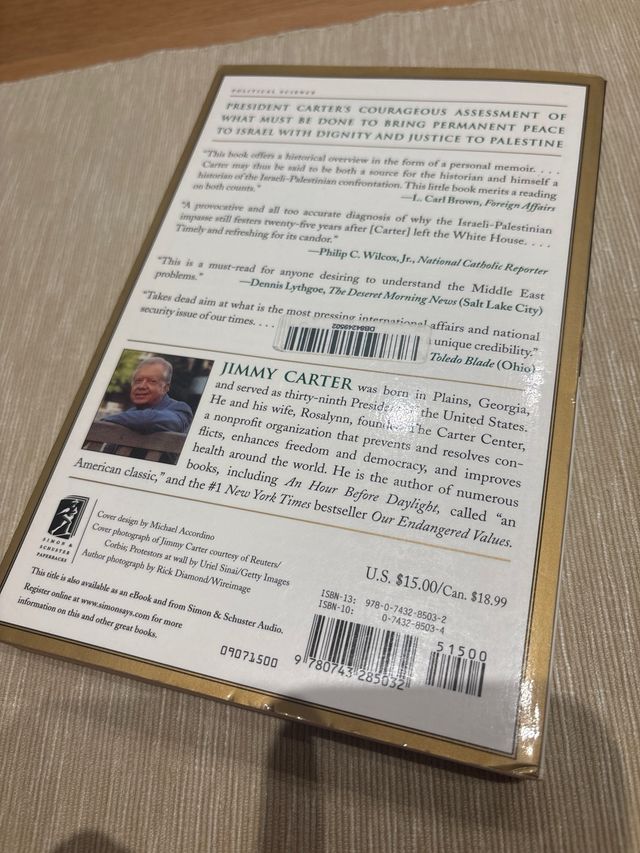 POLITICAL SCIENCE
PRESIDENT CARTER'S COURAGEOUS ASSESSMENT OF
WHAT MUST BE DONE TO BRING PERMANENT PEACE
TO ISRAEL WITH DIGNITY AND JUSTICE TO PALESTINE
"This book offers a historical overview in the form of a personal memoir. . . .
Carter may thus be said to be both a source for the historian and himself a
historian of the Israeli-Palestinian confrontation. This little book merits a reading
on both counts."
—L. Carl Brown, Foreign Affairs
"A provocative and all too accurate diagnosis of why the Israeli-Palestinian
impasse still festers twenty-five years after [Carter] left the White House. . . .
Timely and refreshing for its candor."
—Philip C. Wilcox, Jr., National Catholic Reporter
"This is a must-read for anyone desiring to understand the Middle East
problems."
—Dennis Lythgoe, The Deseret Morning News (Salt Lake City)
"Takes dead aim at what is the most pressing international affairs and national
security issue of our times. . . . unique credibility."
Toledo Blade (Ohio)
JIMMY CARTER was born in Plains, Georgia,
and served as thirty-ninth President the United States.
He and his wife, Rosalynn, The Carter Center,
a nonprofit organization that prevents and resolves con-
flicts, enhances freedom and democracy, and improves
health around the world. He is the author of numerous
books, including An Hour Before Daylight, called "an
American classic," and the #1 New York Times bestseller Our Endangered Values.
SIMON &
SCHUSTER
PAPERBACKS
Cover design by Michael Accordino
Cover photograph of Jimmy Carter courtesy of Reuters/
Corbis; Protestors at wall by Uriel Sinai/Getty Images
Author photograph by Rick Diamond/Wireimage
This title is also available as an eBook and from Simon & Schuster Audio.
Register online at www.simonsays.com for more
information on this and other great books.
U.S. $15.00/Can. $18.99
ISBN-13: 978-0-7432-8503-2
ISBN-10: 0-7432-8503-4
51500
09071500
9 780743 285032